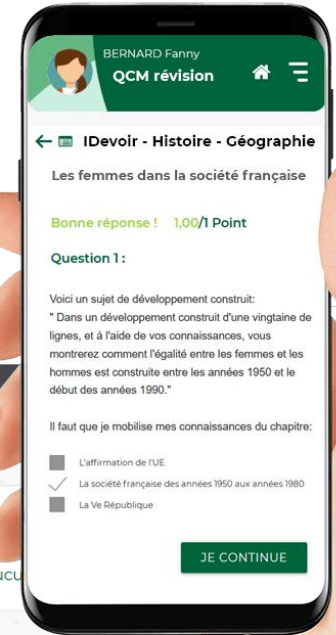 BERNARD Fanny
QCM révision
IDevoir - Histoire - Géographie
Les femmes dans la société française
Bonne réponse ! 1,00/1 Point
Question 1 :
Voici un sujet de développement construit:
" Dans un développement construit d'une vingtaine de
lignes, et à l'aide de vos connaissances, vous
montrerez comment l'égalité entre les femmes et les
hommes est construite entre les années 1950 et le
début des années 1990."
Il faut que je mobilise mes connaissances du chapitre:
L'affirmation de l'UE
La société française des années 1950 aux années 1980
La Ve République
JE CONTINUE